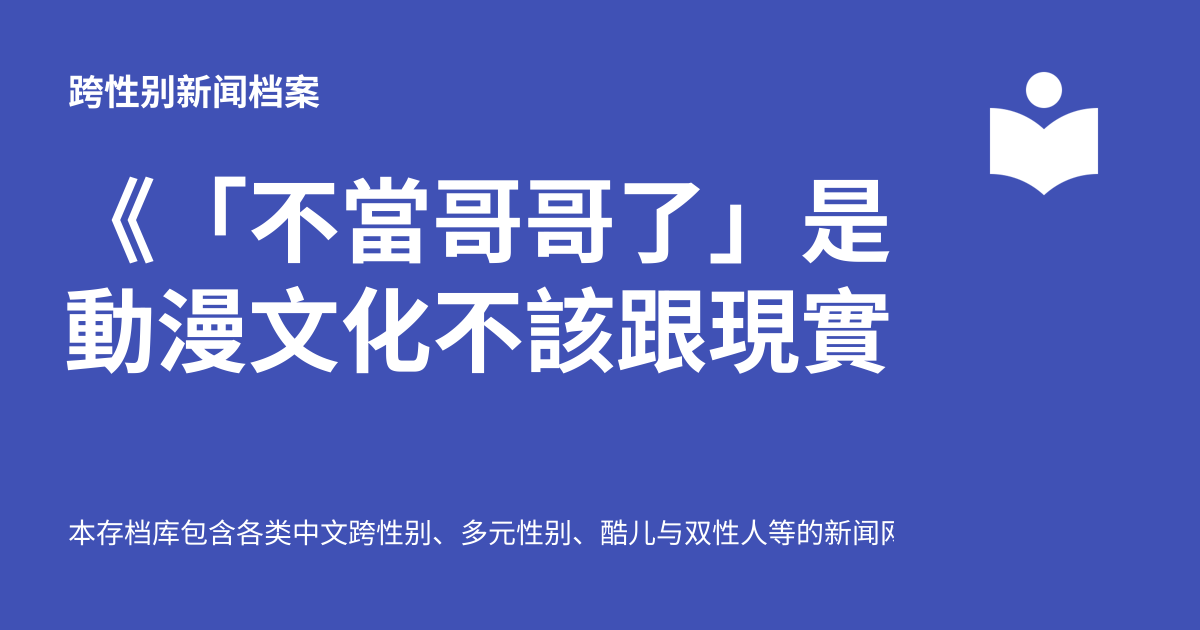 跨性别新闻档案
《「不當哥哥了」是
動漫文化不該跟現實
本存档库包含各类中文跨性别、多元性别、酷儿与双性人等的新闻